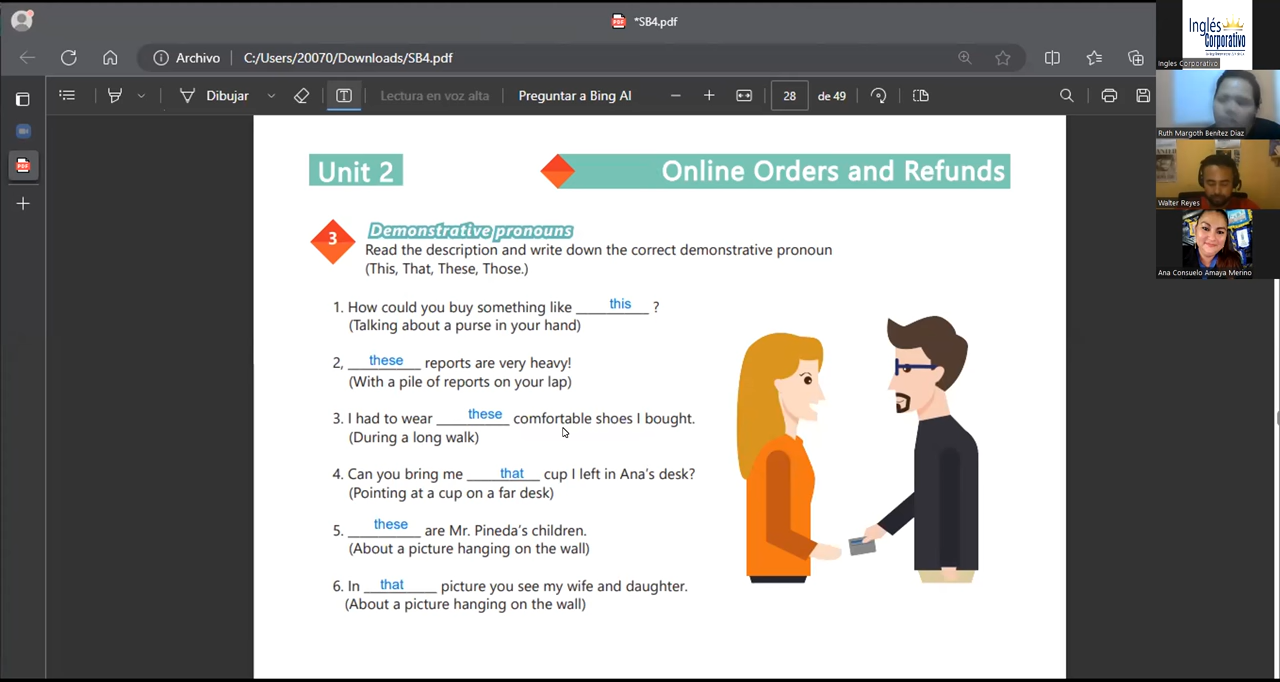 *SB4.pdf
Archivo
C:/Users/20070/Downloads/SB4.pdf
Dibujar
Lectura en voz alta
Preguntar a Bing AI
28
de 49
Inglés
Corporativo
Ingles Corporativo
Ruth Margoth Benítez Diaz
Walter Reyes
Ana Consuelo Amaya Merino
Unit 2
Online Orders and Refunds
3
Demonstrative pronouns
Read the description and write down the correct demonstrative pronoun
(This, That, These, Those.)
1. How could you buy something like this ?
(Talking about a purse in your hand)
2, these reports are very heavy!
(With a pile of reports on your lap)
3. I had to wear these comfortable shoes I bought.
(During a long walk)
4. Can you bring me that cup I left in Ana's desk?
(Pointing at a cup on a far desk)
5. these are Mr. Pineda's children.
(About a picture hanging on the wall)
6. In that picture you see my wife and daughter.
(About a picture hanging on the wall)